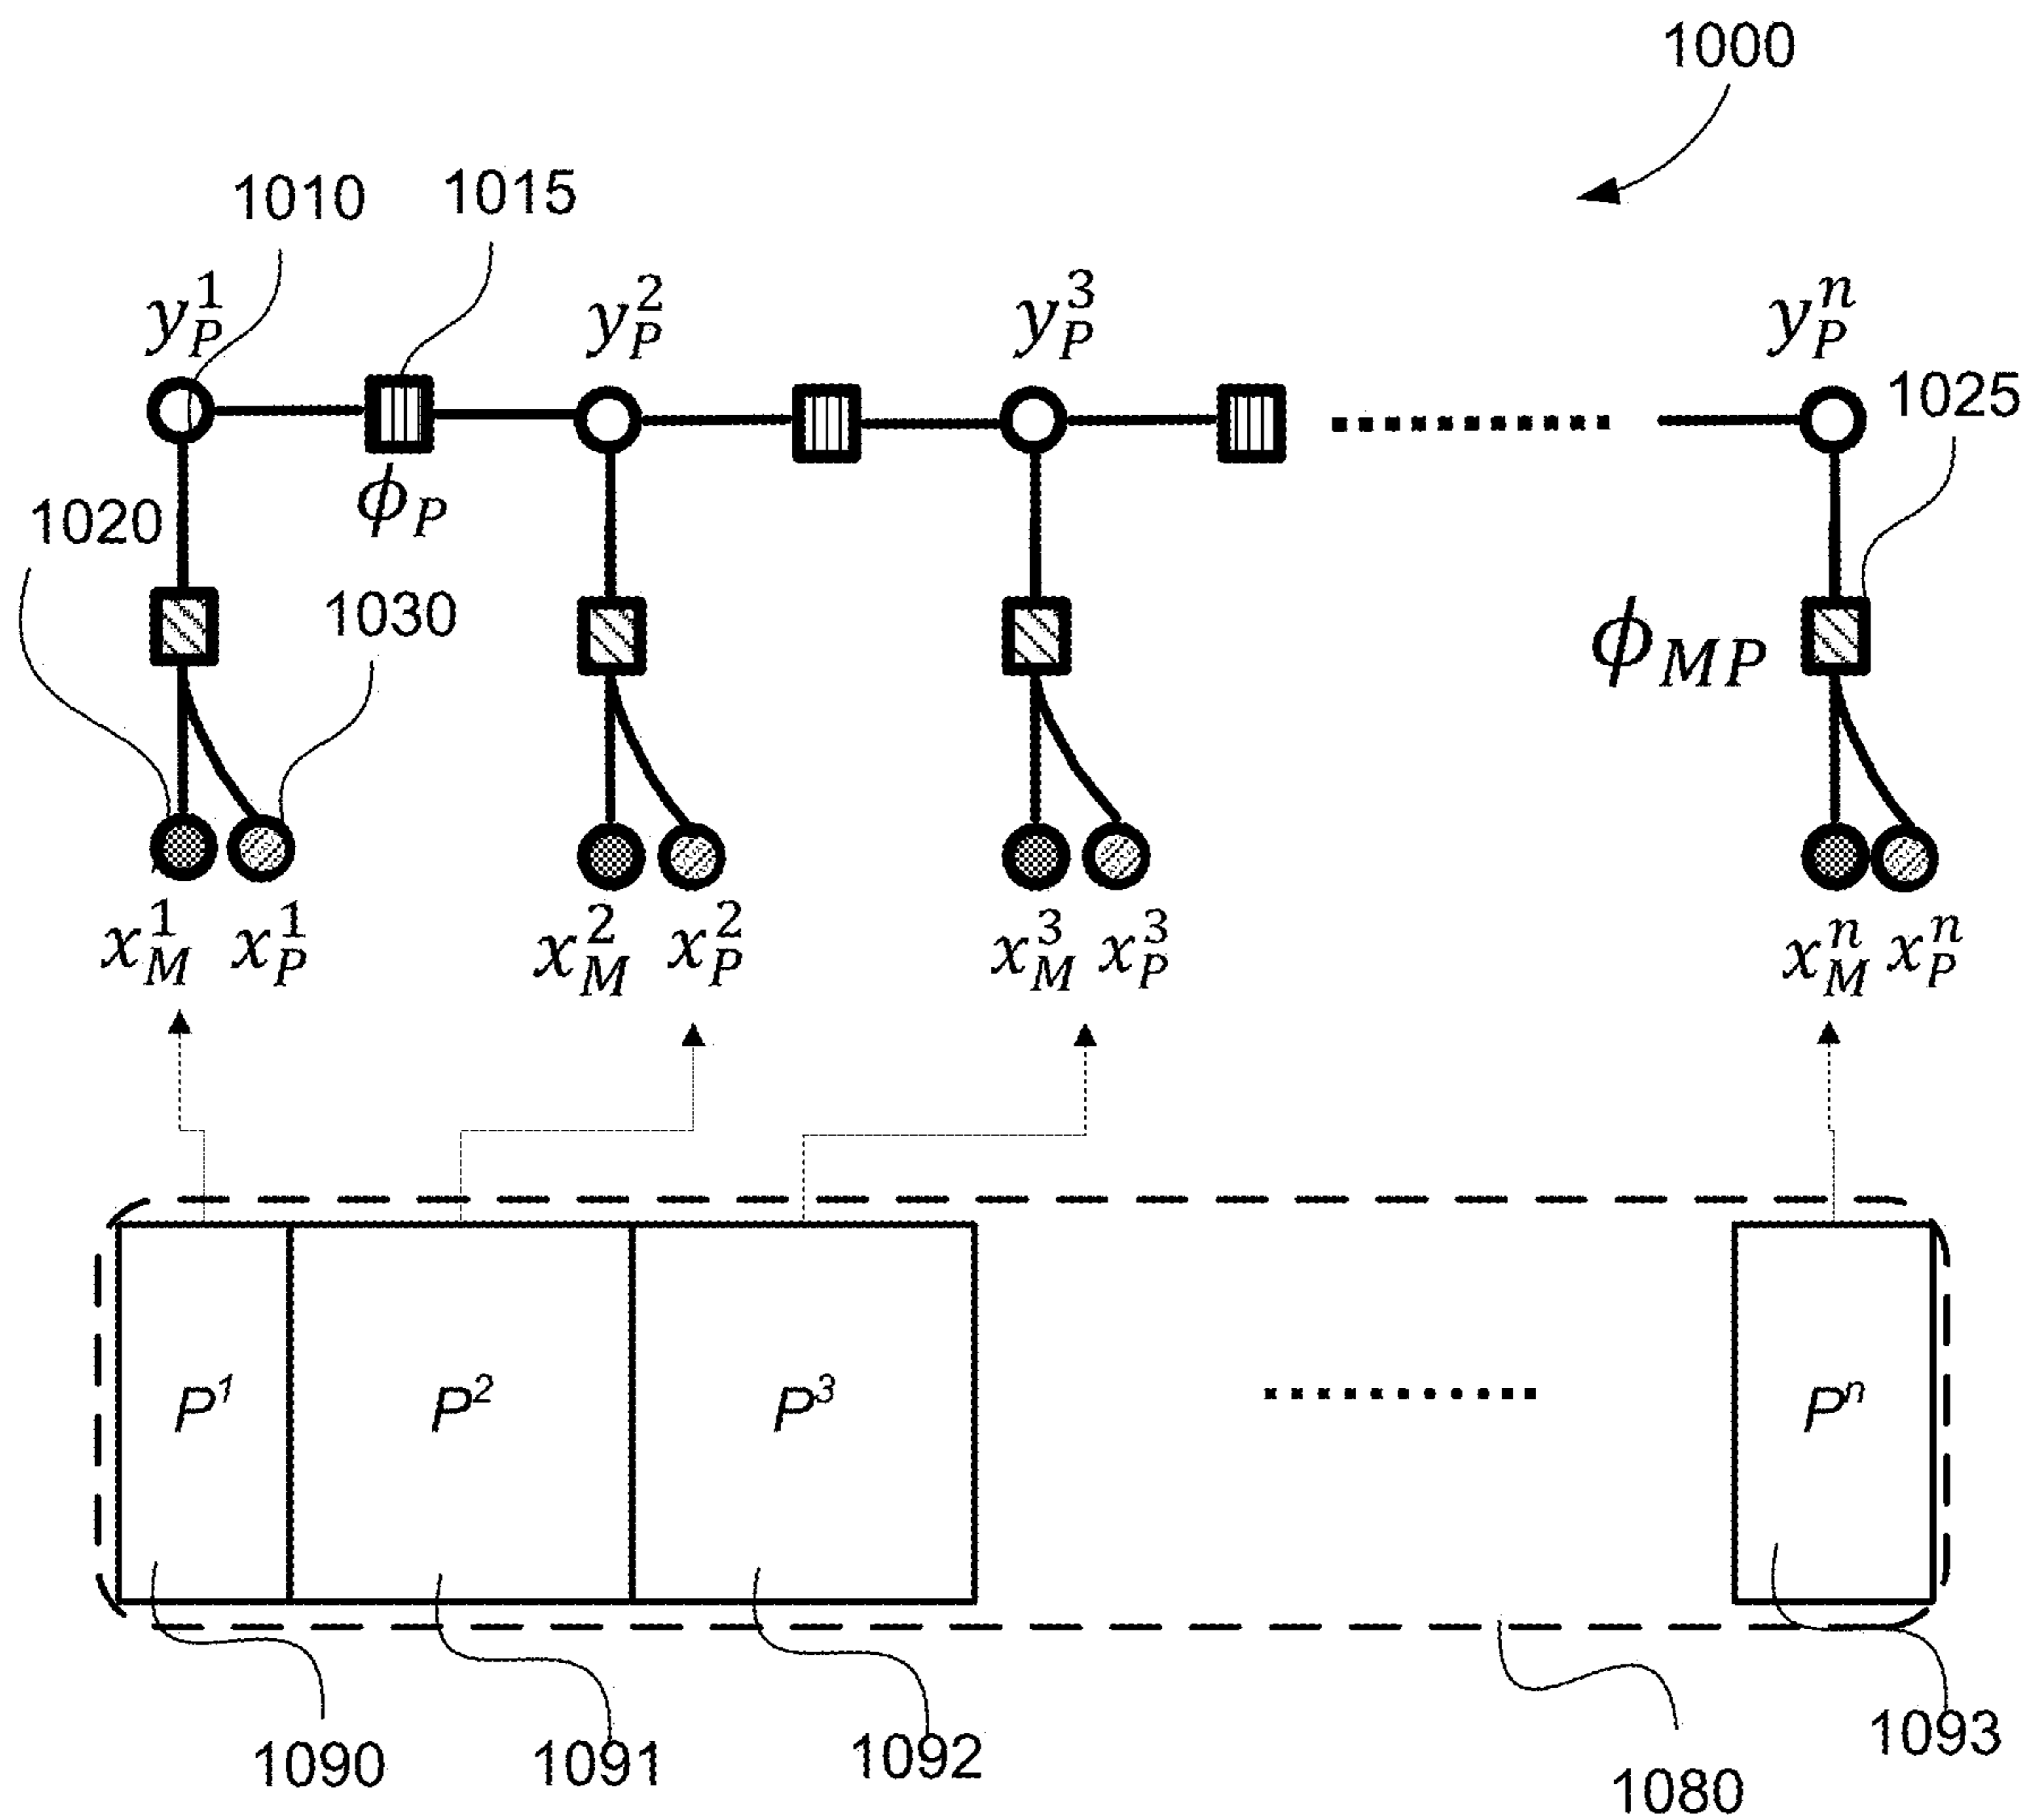 1000
1010 1015
y_P^1 y_P^2 y_P^3 y_P^n
1025
ϕ_P
1020
1030
ϕ_MP
x_M^1 x_P^1 x_M^2 x_P^2 x_M^3 x_P^3 x_M^n x_P^n
P^1 P^2 P^3 P^n
1090 1091 1092 1080 1093